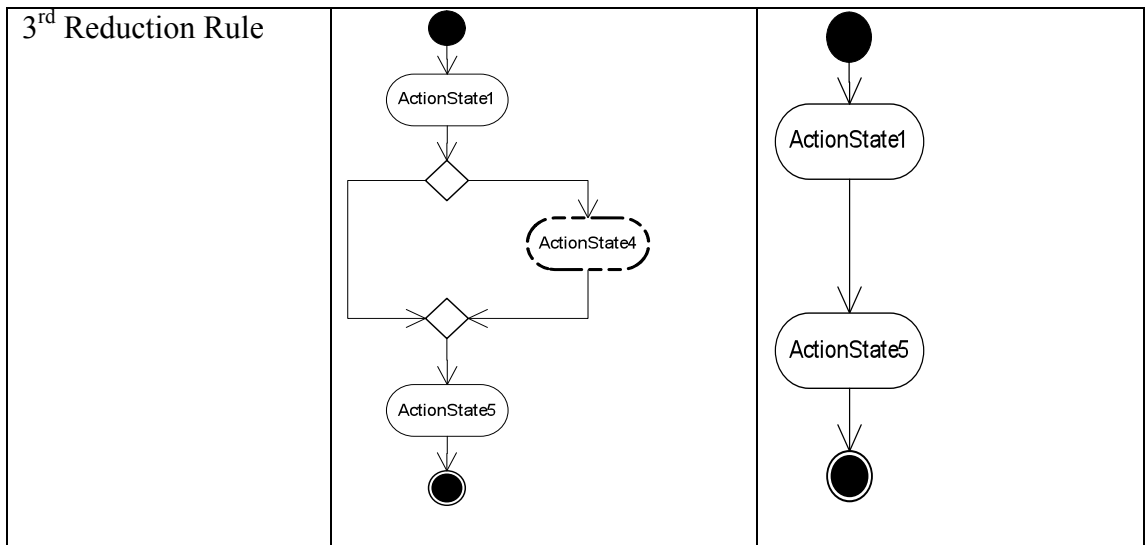 3rd Reduction Rule
ActionState1
ActionState4
ActionState5
ActionState1
ActionState5